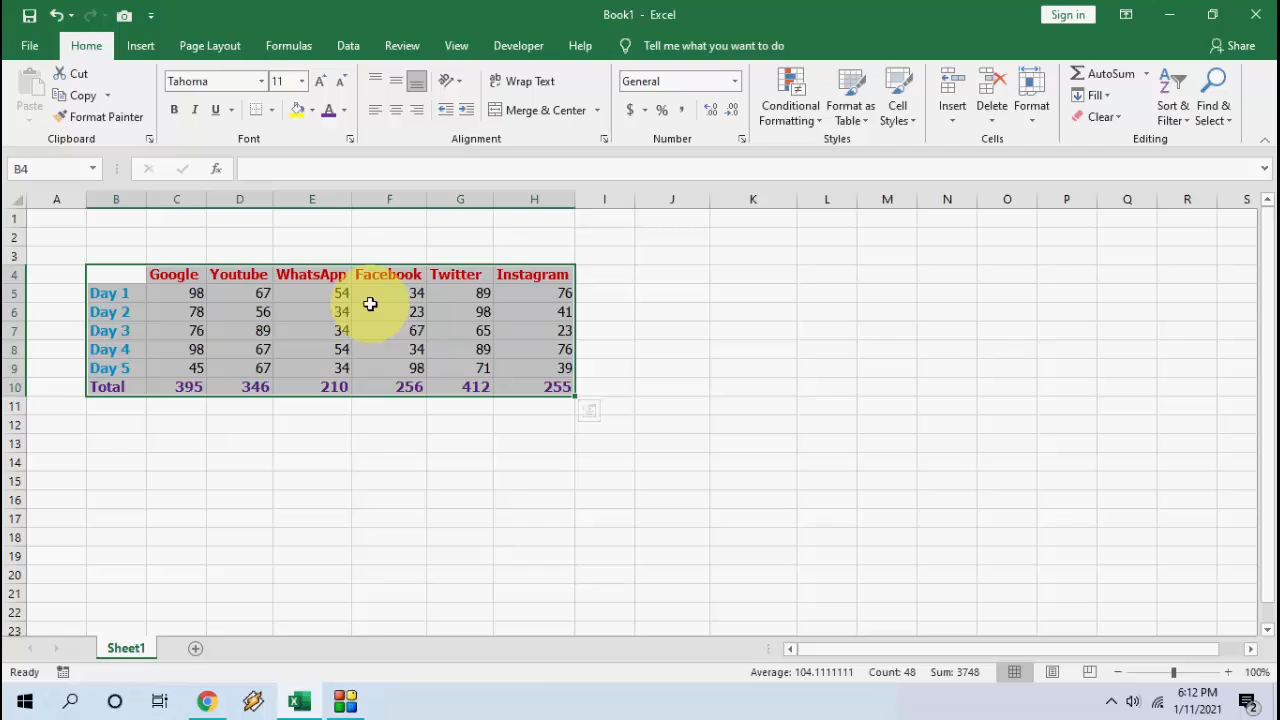 Book1 - Excel
Sign in
File Home Insert Page Layout Formulas Data Review View Developer Help Tell me what you want to do Share
Paste
Cut
Copy
Format Painter
Clipboard
Tahoma 11
B I U
Font
Wrap Text
Merge & Center
Alignment
General
$ % ,
Number
Conditional Formatting
Format as Table
Cell Styles
Styles
Insert
Delete
Format
Cells
AutoSum
Fill
Clear
Sort & Filter
Find & Select
Editing
B4 fx
A B C D E F G H I J K L M N O P Q R S
1
2
3
4 Google Youtube WhatsApp Facebook Twitter Instagram
5 Day 1 98 67 54 34 89 76
6 Day 2 78 56 34 23 98 41
7 Day 3 76 89 34 67 65 23
8 Day 4 98 67 54 34 89 76
9 Day 5 45 67 34 98 71 39
10 Total 395 346 210 256 412 255
11
12
13
14
15
16
17
18
19
20
21
22
23
Sheet1
Ready Average: 104.1111111 Count: 48 Sum: 3748 100%
6:12 PM
1/11/2021
2